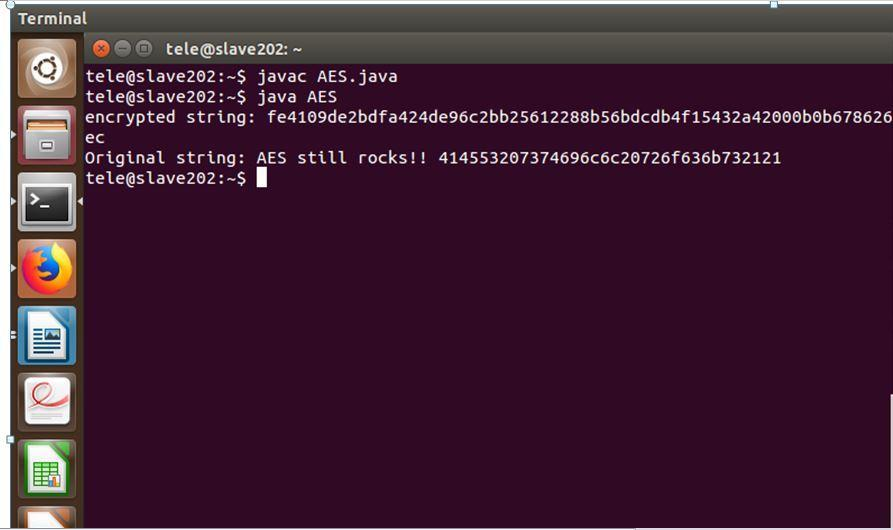 Terminal
tele@slave202: ~
tele@slave202:~$ javac AES.java
tele@slave202:~$ java AES
encrypted string: fe4109de2bdfa424de96c2bb25612288b56bdcdb4f15432a42000b0b678626
ec
Original string: AES still rocks!! 414553207374696c6c20726f636b732121
tele@slave202:~$